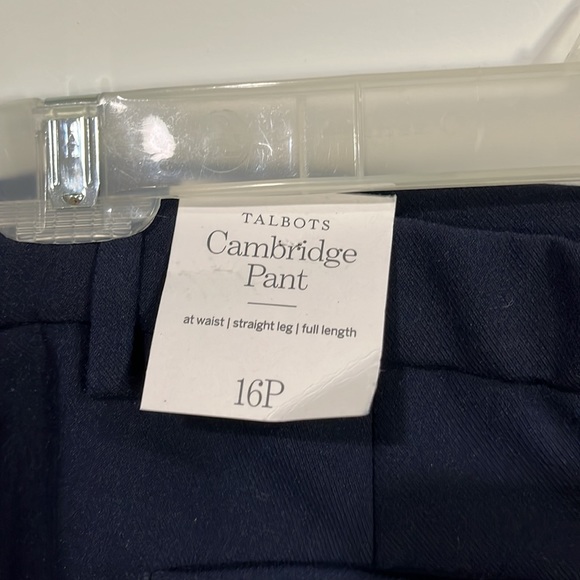 TALBOTS
Cambridge
Pant
at waist | straight leg | full length
16P